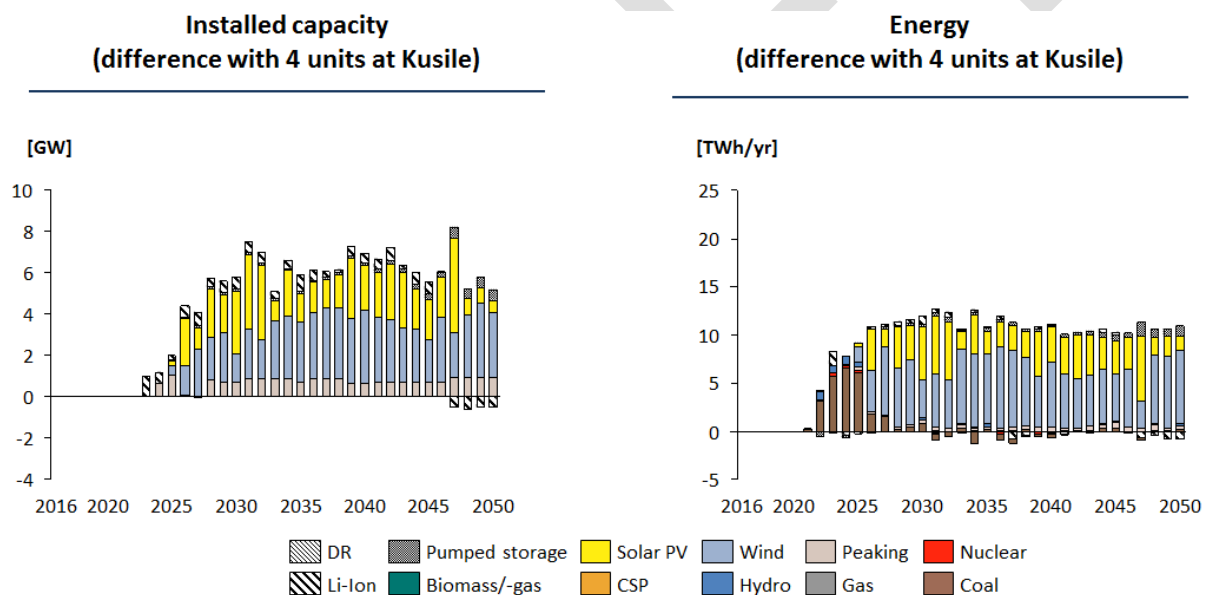 Installed capacity
(difference with 4 units at Kusile)
[GW]
10
8
6
4
2
0
-2
-4
2016 2020 2025 2030 2035 2040 2045 2050
Energy
(difference with 4 units at Kusile)
[TWh/yr]
25
20
15
10
5
0
-5
2016 2020 2025 2030 2035 2040 2045 2050
DR Pumped storage Solar PV Wind Peaking Nuclear
Li-Ion Biomass/-gas CSP Hydro Gas Coal